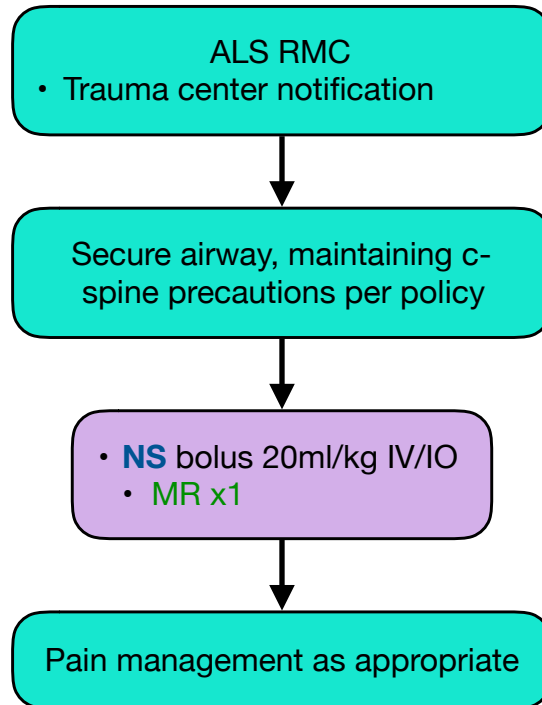 ALS RMC
• Trauma center notification
Secure airway, maintaining c-
spine precautions per policy
• NS bolus 20ml/kg IV/IO
• MR x1
Pain management as appropriate